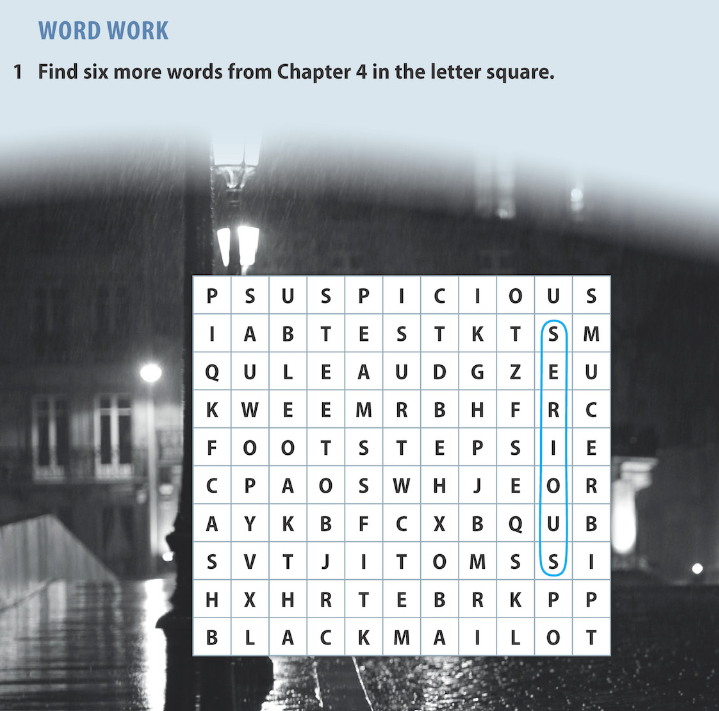 WORD WORK
1 Find six more words from Chapter 4 in the letter square.
P S U S P I C I O U S
I A B T E S T K T S M
Q U L E A U D G Z E U
K W E E M R B H F R C
F O O T S T E P S I E
C P A O S W H J E O R
A Y K B F C X B Q U B
S V T J I T O M S S I
H X H R T E B R K P P
B L A C K M A I L O T